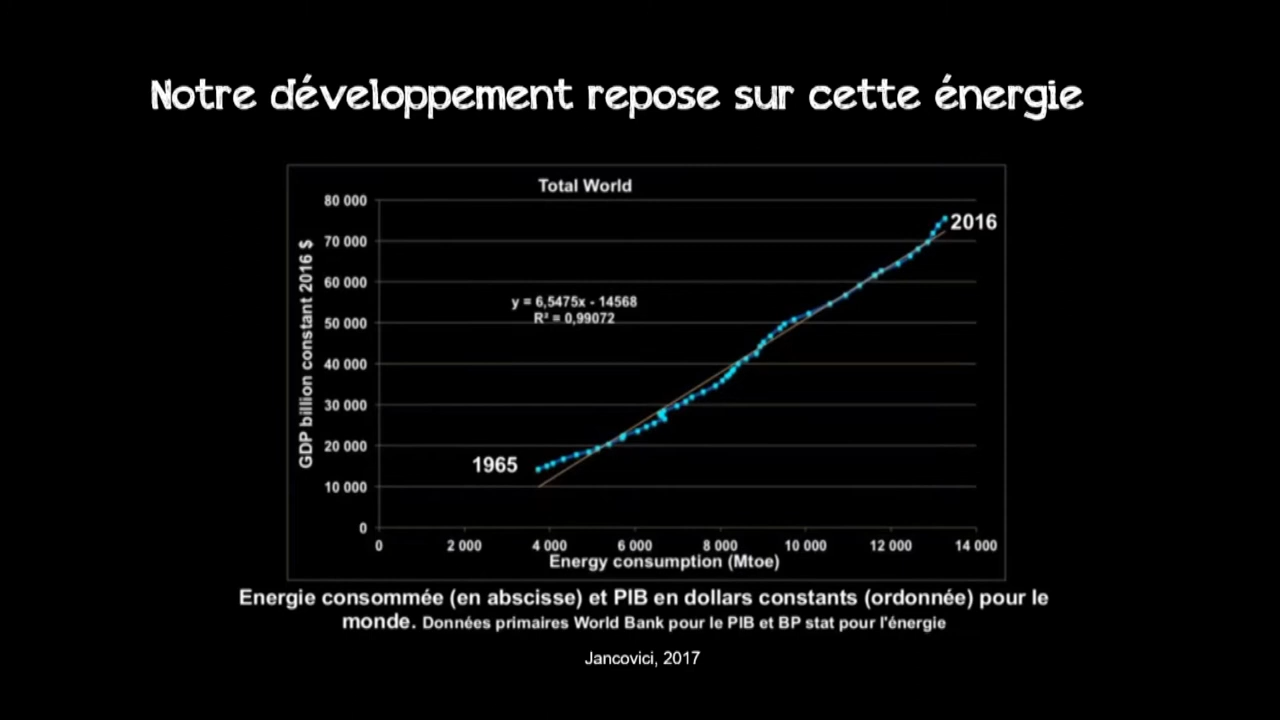 Notre développement repose sur cette énergie
Total World
80 000
70 000
60 000
50 000
40 000
30 000
20 000
10 000
0
GDP billion constant 2016 $
2016
y = 6,5475x - 14568
R² = 0,99072
1965
0 2 000 4 000 6 000 8 000 10 000 12 000 14 000
Energy consumption (Mtoe)
Energie consommée (en abscisse) et PIB en dollars constants (ordonnée) pour le
monde. Données primaires World Bank pour le PIB et BP stat pour l'énergie
Jancovici, 2017